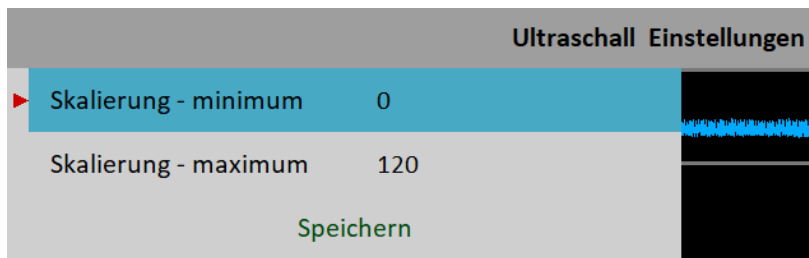 Ultraschall Einstellungen
Skalierung - minimum 0
Skalierung - maximum 120
Speichern